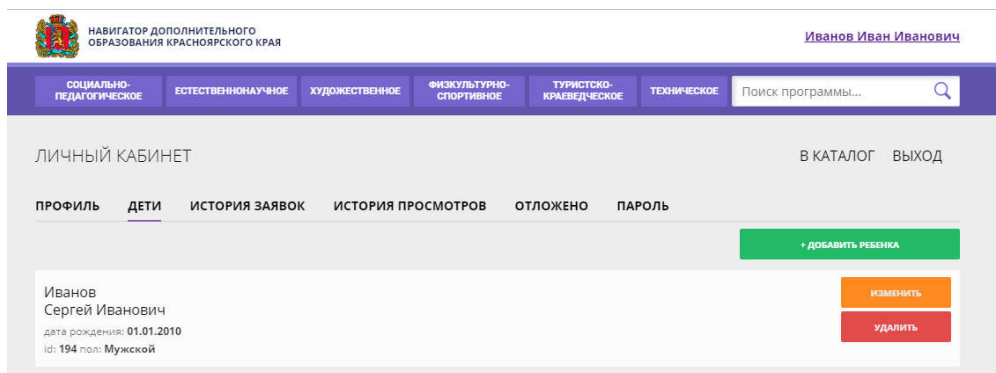 НАВИГАТОР ДОПОЛНИТЕЛЬНОГО
ОБРАЗОВАНИЯ КРАСНОЯРСКОГО КРАЯ
Иванов Иван Иванович
СОЦИАЛЬНО-
ПЕДАГОГИЧЕСКОЕ
ЕСТЕСТВЕННОНАУЧНОЕ
ХУДОЖЕСТВЕННОЕ
ФИЗКУЛЬТУРНО-
СПОРТИВНОЕ
ТУРИСТСКО-
КРАЕВЕДЧЕСКОЕ
ТЕХНИЧЕСКОЕ
Поиск программы...
ЛИЧНЫЙ КАБИНЕТ
В КАТАЛОГ ВЫХОД
ПРОФИЛЬ ДЕТИ ИСТОРИЯ ЗАЯВОК ИСТОРИЯ ПРОСМОТРОВ ОТЛОЖЕНО ПАРОЛЬ
+ ДОБАВИТЬ РЕБЕНКА
Иванов
Сергей Иванович
дата рождения: 01.01.2010
id: 194 пол: Мужской
ИЗМЕНИТЬ
УДАЛИТЬ